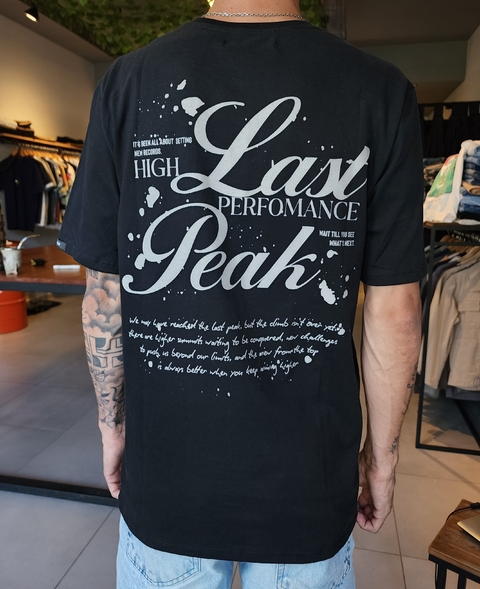 IT'S BEEN ALL ABOUT SETTING
NEW RECORDS.
HIGH
Last
PERFOMANCE
Peak
WAIT TILL YOU SEE
WHAT'S NEXT.
We may have reached the last peak, but the climb isn't over yet.
there are higher summits waiting to be conquered, new challenges
to push us beyond our limits, and the view from the top
is always better when you keep aiming higher